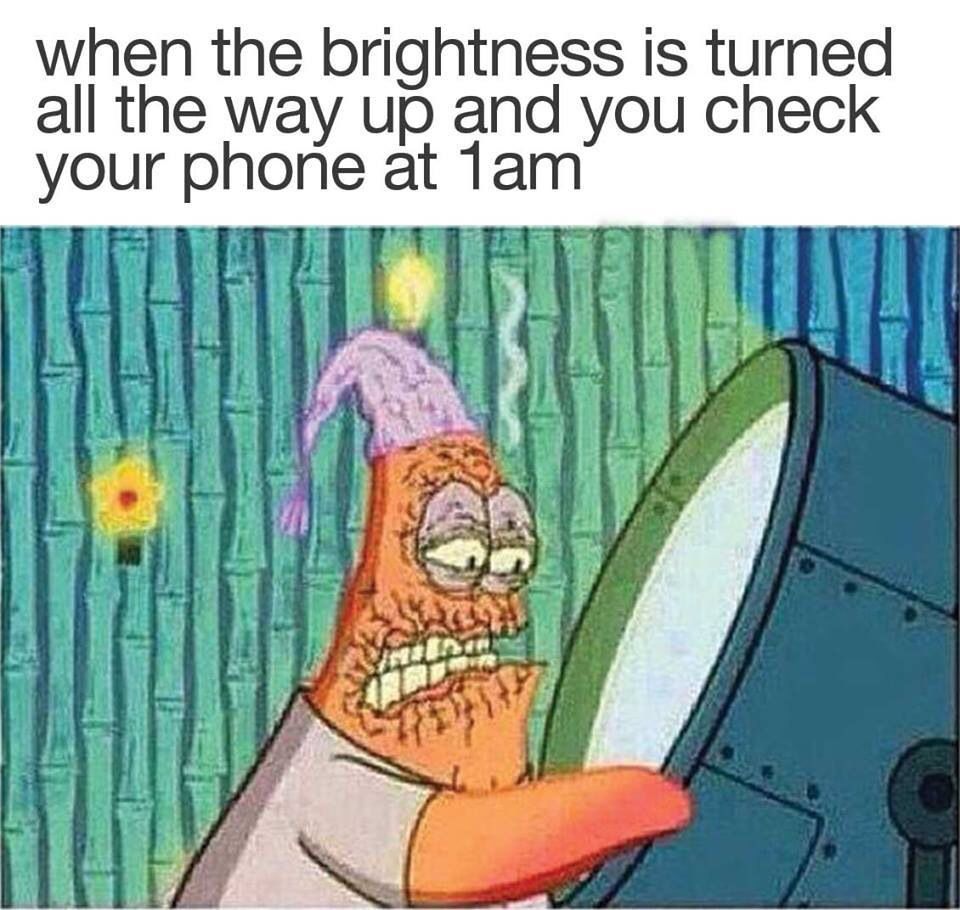 when the brightness is turned
all the way up and you check
your phone at 1am